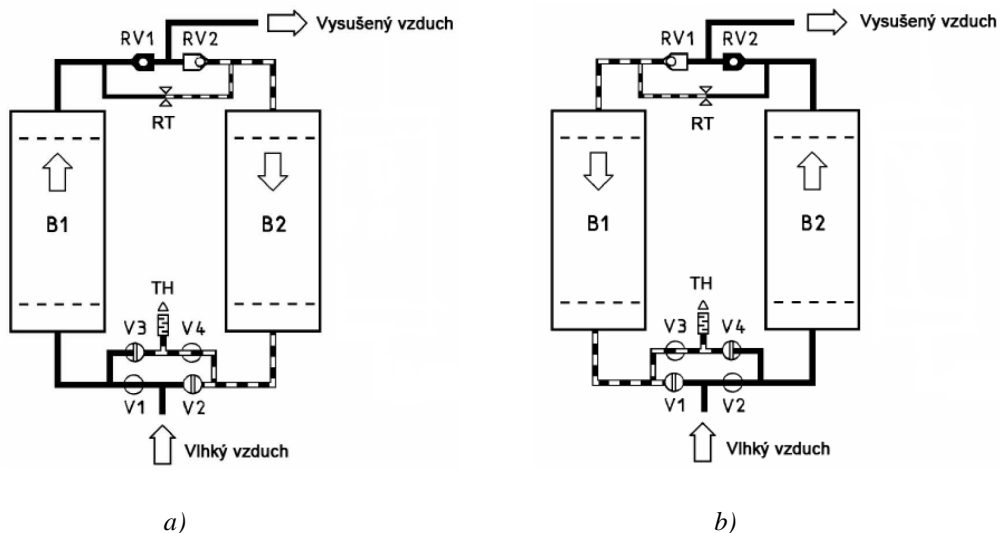 Vysušený vzduch
RV1 RV2
RT
B1 B2
TH
V3 V4
V1 V2
Vlhký vzduch
a)
Vysušený vzduch
RV1 RV2
RT
B1 B2
TH
V3 V4
V1 V2
Vlhký vzduch
b)